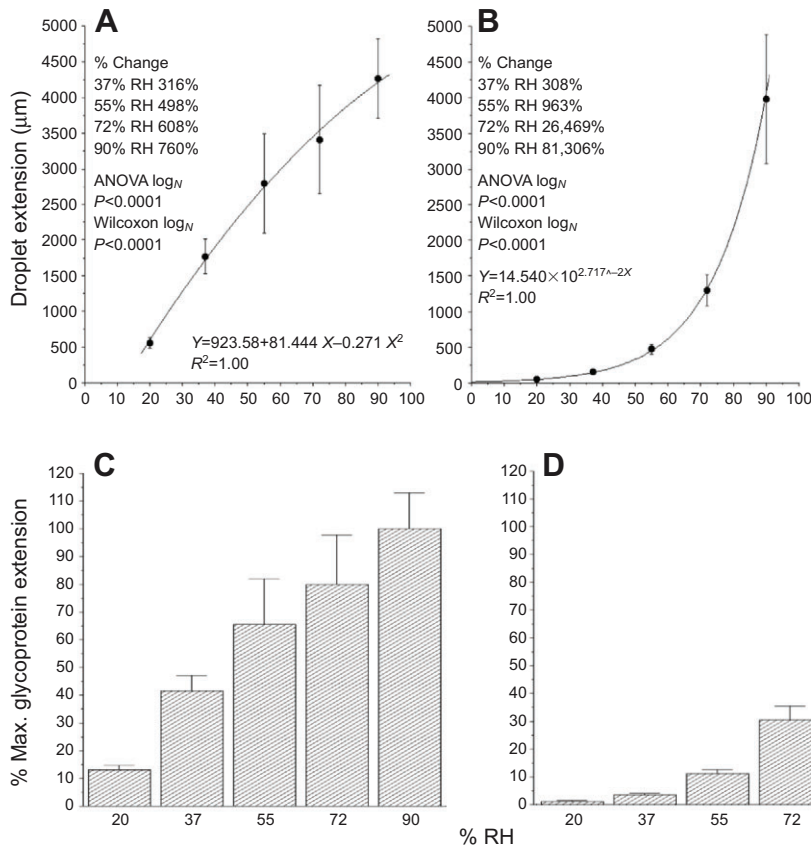 A
5000
4500
4000
3500
3000
2500
2000
1500
1000
500
0
Droplet extension (μm)
% Change
37% RH 316%
55% RH 498%
72% RH 608%
90% RH 760%
ANOVA logN
P<0.0001
Wilcoxon logN
P<0.0001
Y=923.58+81.444 X–0.271 X²
R²=1.00
0 10 20 30 40 50 60 70 80 90 100
B
5000
4500
4000
3500
3000
2500
2000
1500
1000
500
0
% Change
37% RH 308%
55% RH 963%
72% RH 26,469%
90% RH 81,306%
ANOVA logN
P<0.0001
Wilcoxon logN
P<0.0001
Y=14.540×10^2.717^–2X
R²=1.00
0 10 20 30 40 50 60 70 80 90 100
C
120
110
100
90
80
70
60
50
40
30
20
10
0
% Max. glycoprotein extension
20 37 55 72 90
D
120
110
100
90
80
70
60
50
40
30
20
10
0
20 37 55 72
% RH